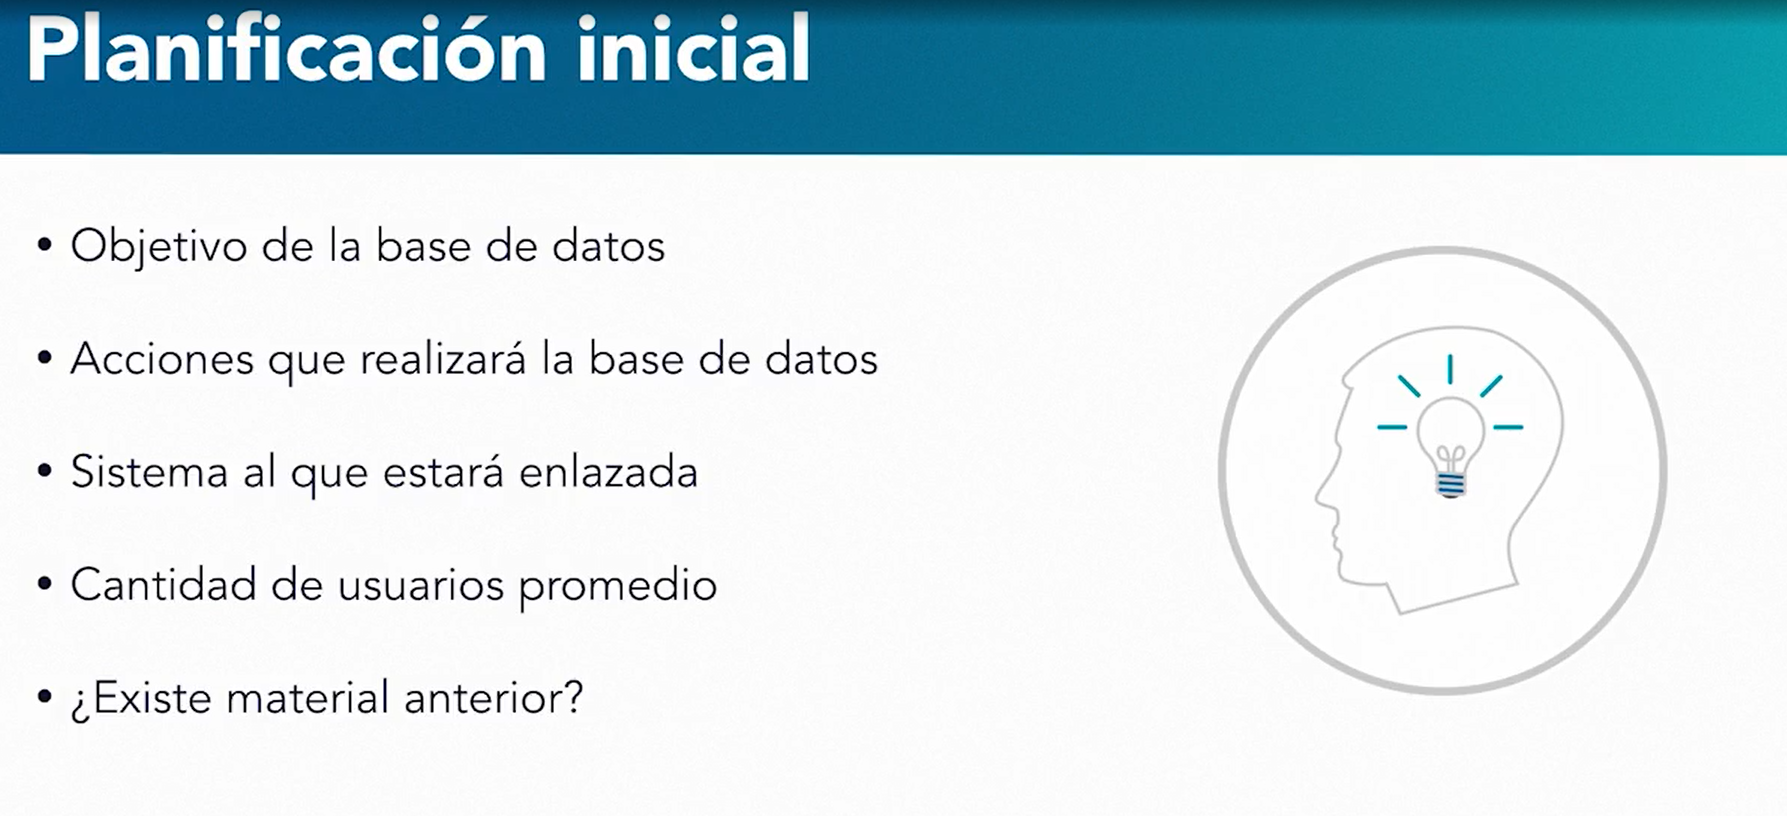 Planificación inicial
• Objetivo de la base de datos
• Acciones que realizará la base de datos
• Sistema al que estará enlazada
• Cantidad de usuarios promedio
• ¿Existe material anterior?